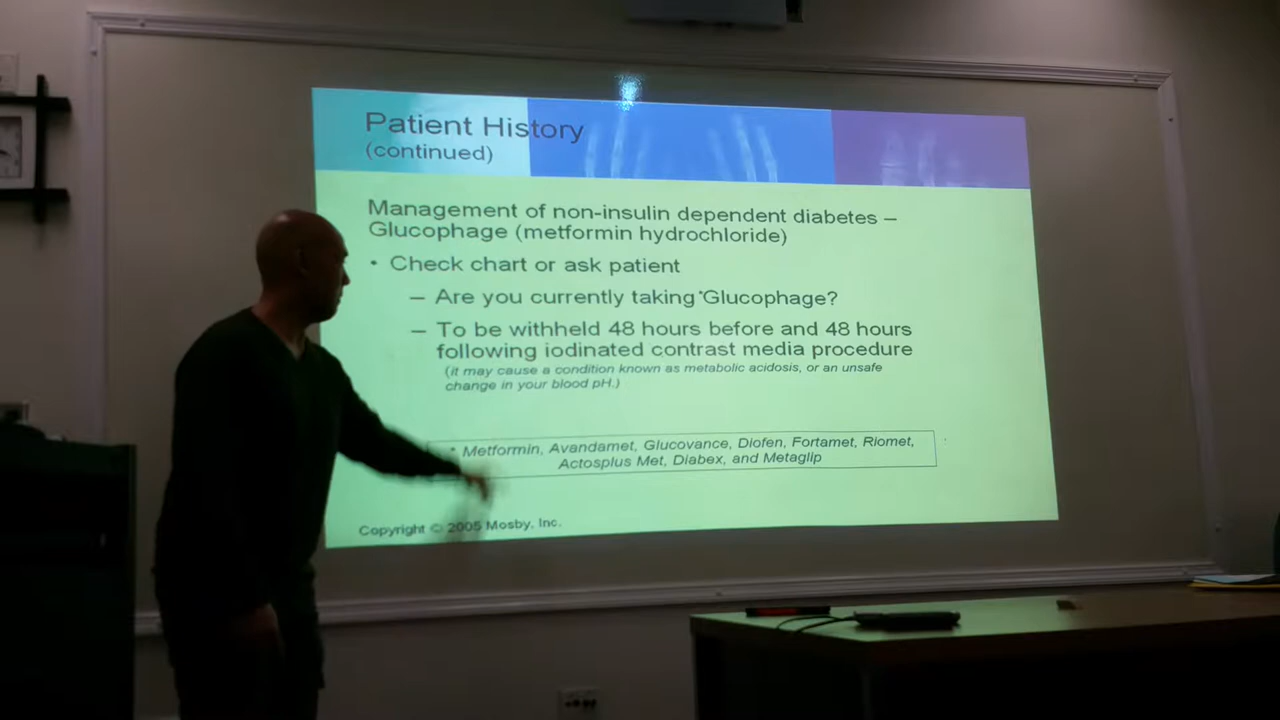 Patient History
(continued)
Management of non-insulin dependent diabetes –
Glucophage (metformin hydrochloride)
• Check chart or ask patient
– Are you currently taking *Glucophage?
– To be withheld 48 hours before and 48 hours
following iodinated contrast media procedure
(it may cause a condition known as metabolic acidosis, or an unsafe
change in your blood pH.)
* Metformin, Avandamet, Glucovance, Diofen, Fortamet, Riomet,
Actosplus Met, Diabex, and Metaglip
Copyright © 2005 Mosby, Inc.